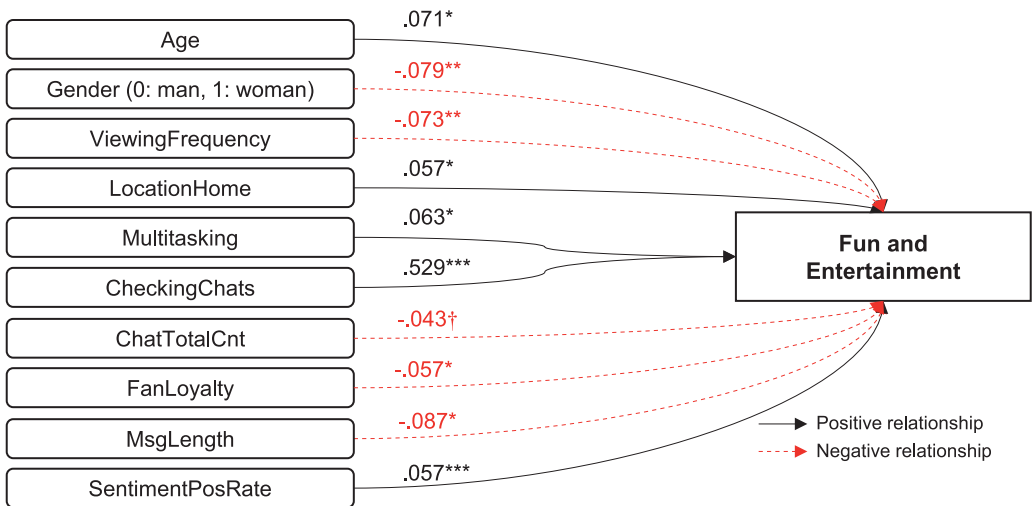 Age
.071*
Gender (0: man, 1: woman)
-.079**
ViewingFrequency
-.073**
LocationHome
.057*
Multitasking
.063*
CheckingChats
.529***
ChatTotalCnt
-.043†
FanLoyalty
-.057*
MsgLength
-.087*
SentimentPosRate
.057***
Fun and
Entertainment
Positive relationship
Negative relationship